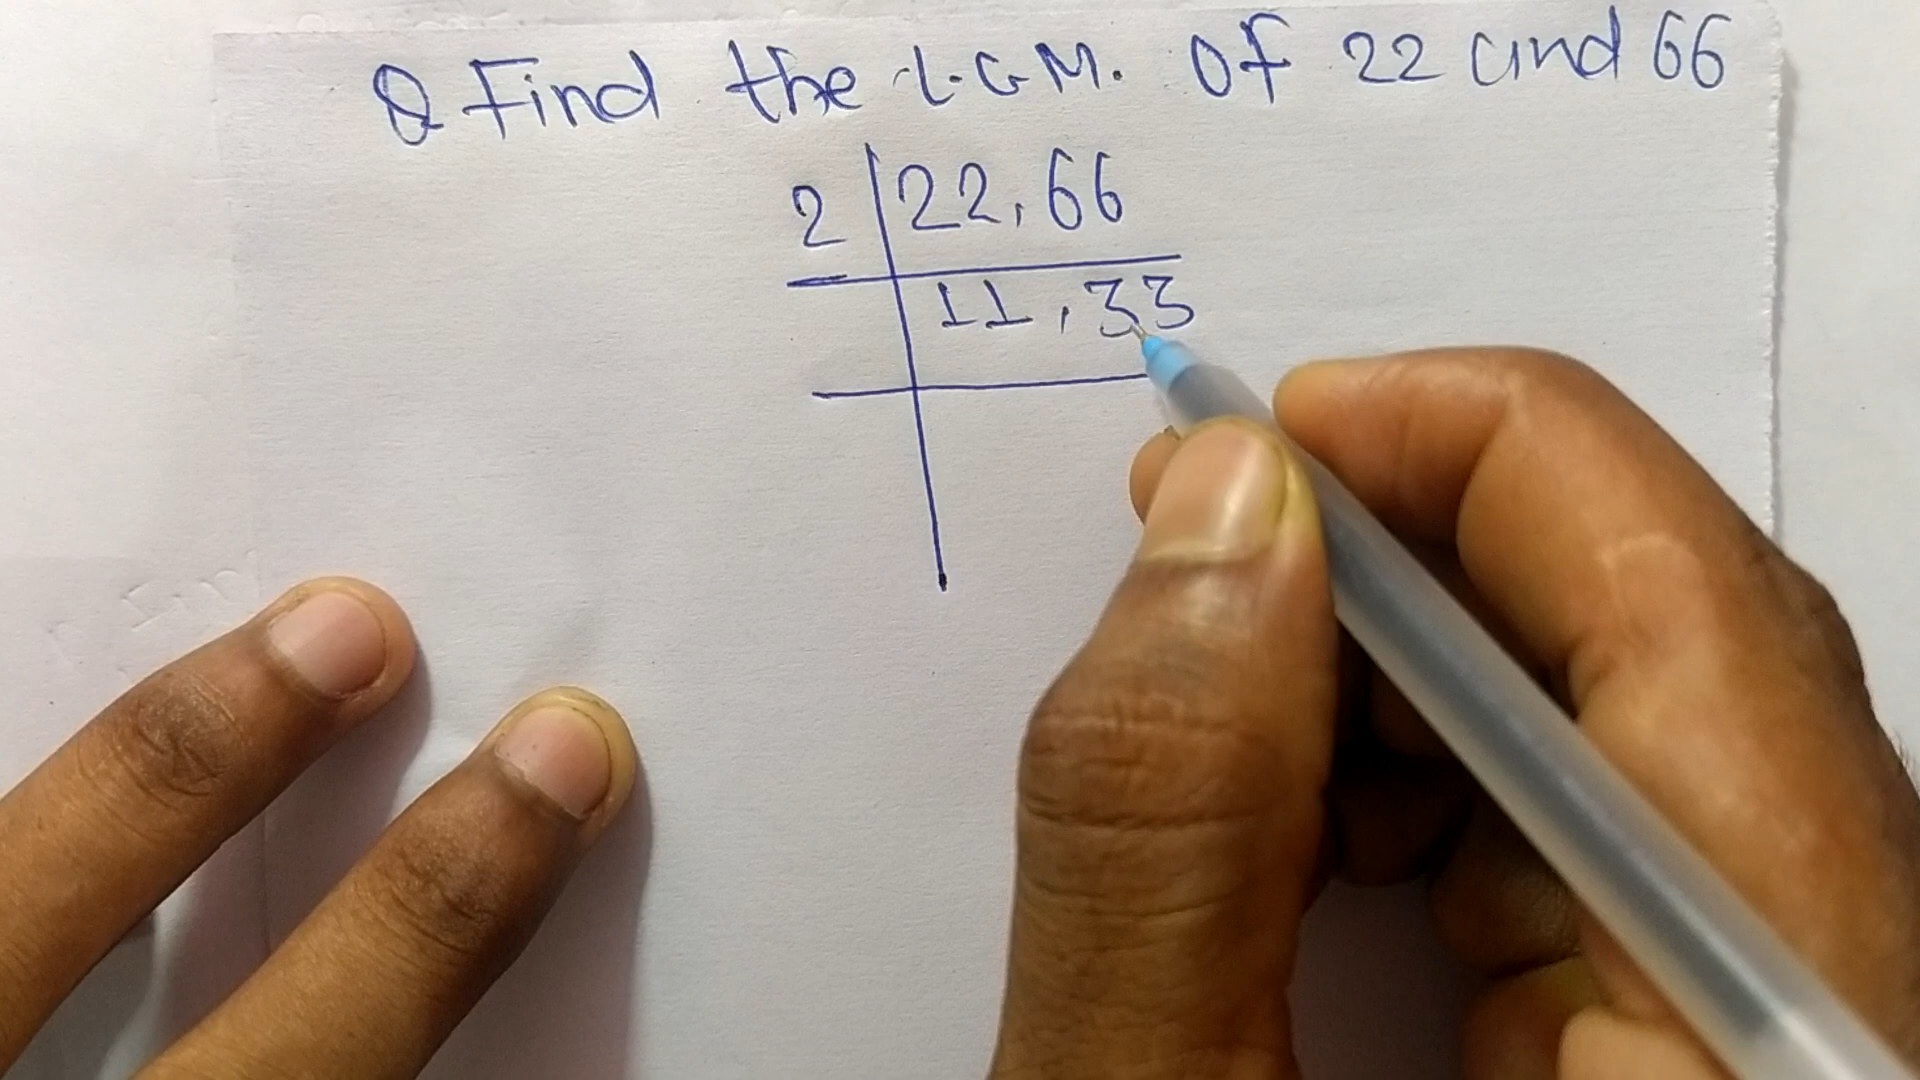 Q Find the L.C.M. Of 22 and 66
2 22, 66
11, 33